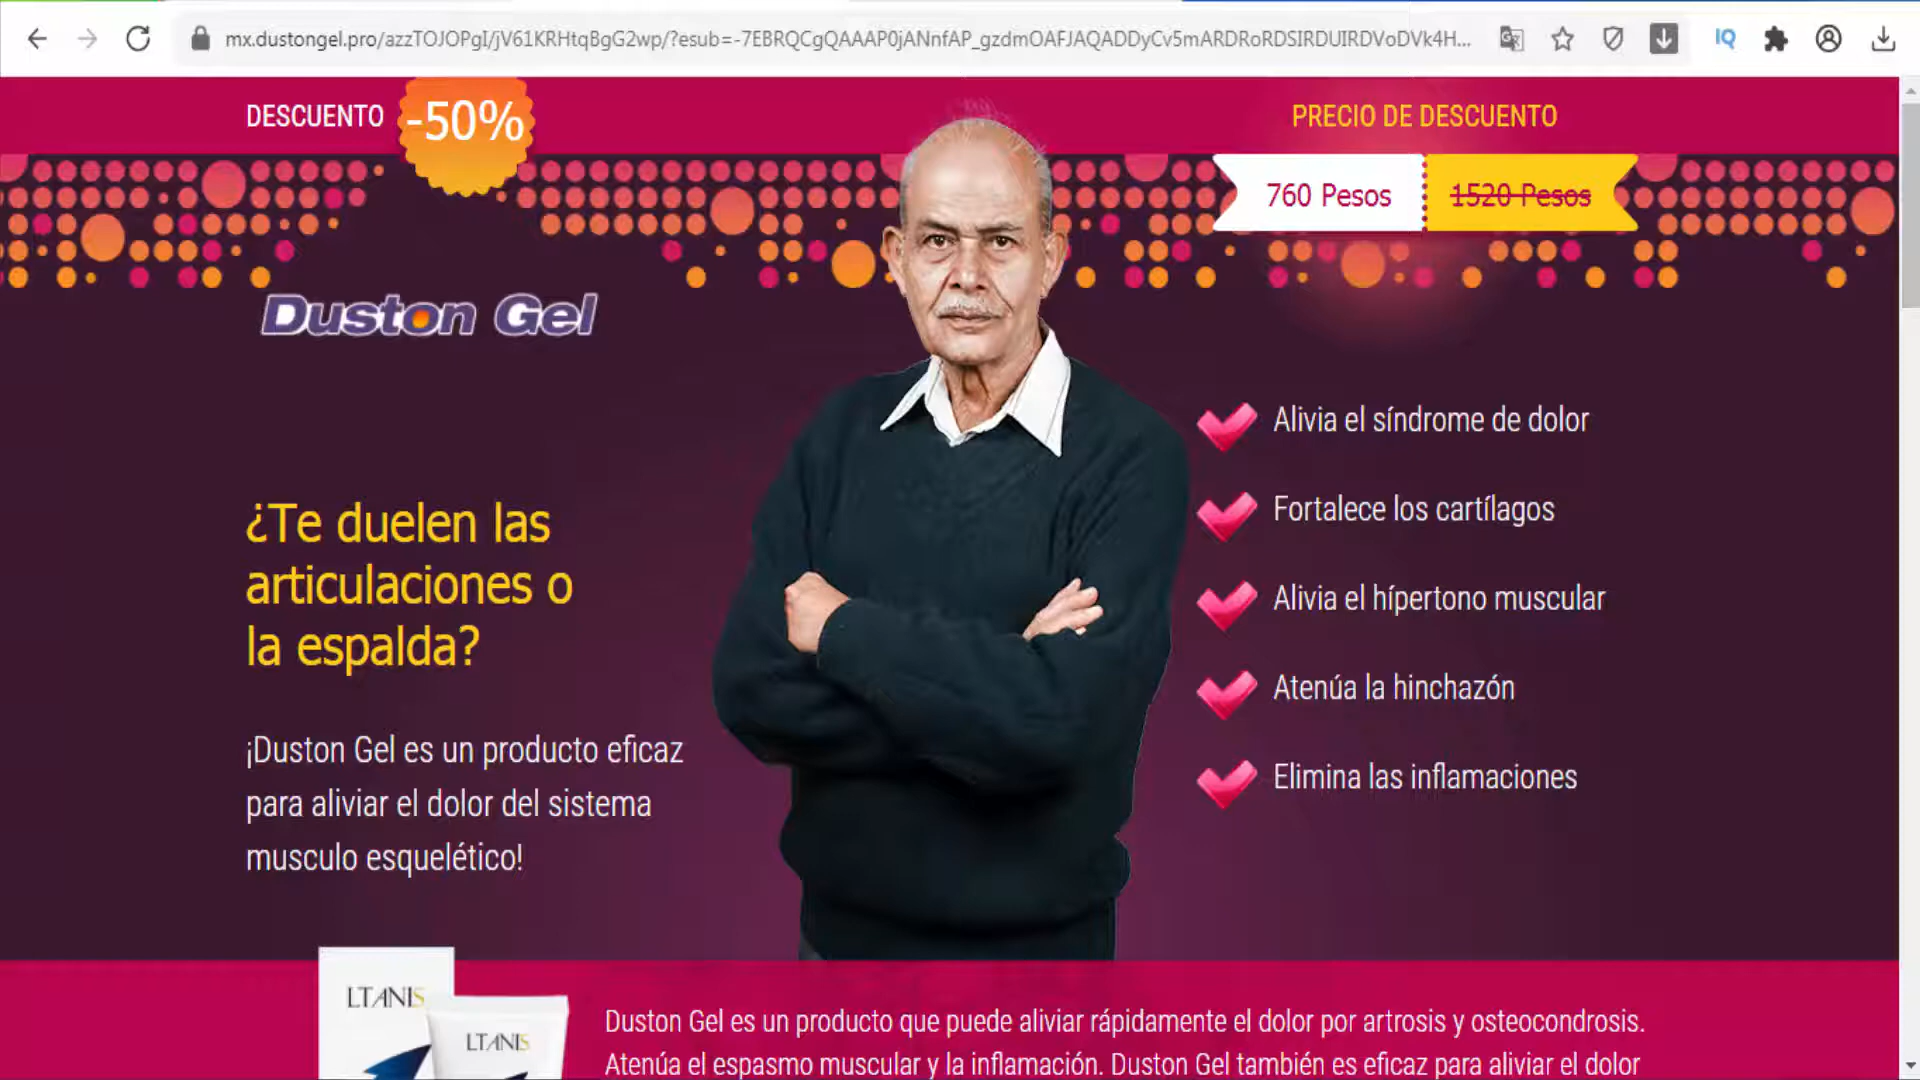 mx.dustongel.pro/azzTOJOPgI/jV61KRHtqBgG2wp/?esub=-7EBRQCgQAAAP0jANnfAP_gzdmOAFJAQADDyCv5mARDRoRDSIRDUIRDVoDVk4H...
IQ
DESCUENTO
-50%
PRECIO DE DESCUENTO
760 Pesos
1520 Pesos
Duston Gel
¿Te duelen las
articulaciones o
la espalda?
¡Duston Gel es un producto eficaz
para aliviar el dolor del sistema
musculo esquelético!
Alivia el síndrome de dolor
Fortalece los cartílagos
Alivia el hípertono muscular
Atenúa la hinchazón
Elimina las inflamaciones
LTANIS
LTANIS
Duston Gel es un producto que puede aliviar rápidamente el dolor por artrosis y osteocondrosis.
Atenúa el espasmo muscular y la inflamación. Duston Gel también es eficaz para aliviar el dolor